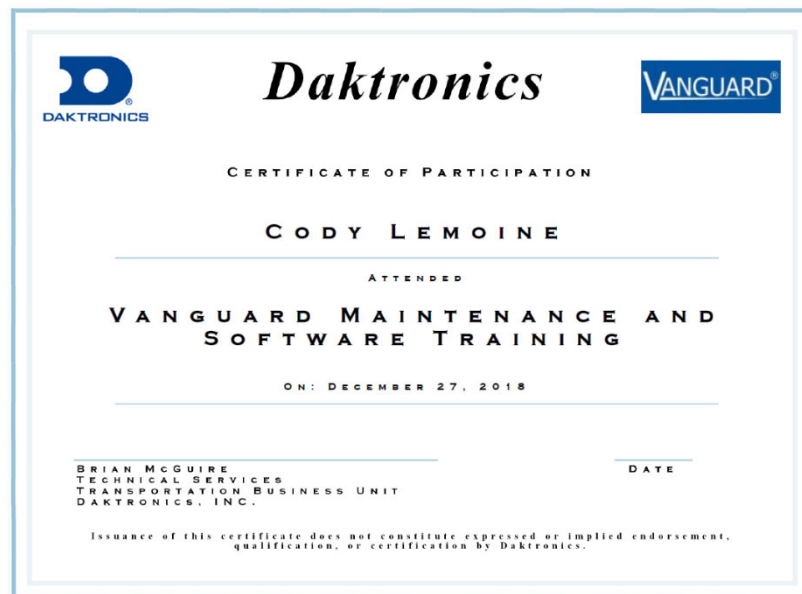 DAKTRONICS
Daktronics
VANGUARD®
CERTIFICATE OF PARTICIPATION
CODY LEMOINE
ATTENDED
VANGUARD MAINTENANCE AND
SOFTWARE TRAINING
ON: DECEMBER 27, 2018
BRIAN MCGUIRE
TECHNICAL SERVICES
TRANSPORTATION BUSINESS UNIT
DAKTRONICS, INC.
DATE
Issuance of this certificate does not constitute expressed or implied endorsement,
qualification, or certification by Daktronics.